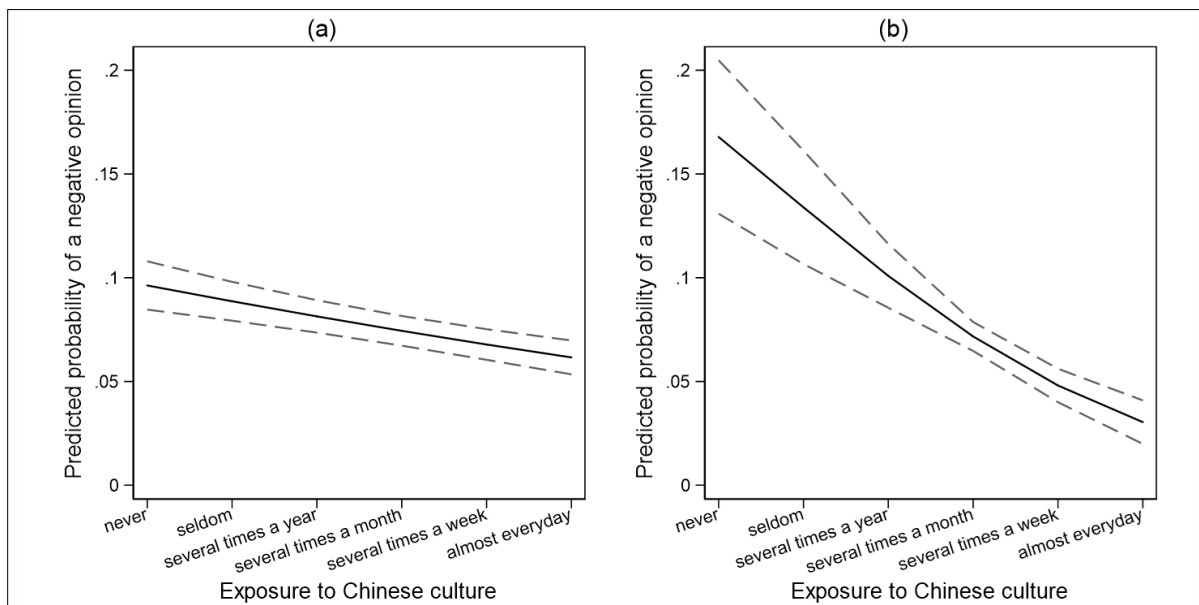 (a)
Predicted probability of a negative opinion
.2
.15
.1
.05
0
never
seldom
several times a year
several times a month
several times a week
almost everyday
Exposure to Chinese culture
(b)
Predicted probability of a negative opinion
.2
.15
.1
.05
0
never
seldom
several times a year
several times a month
several times a week
almost everyday
Exposure to Chinese culture